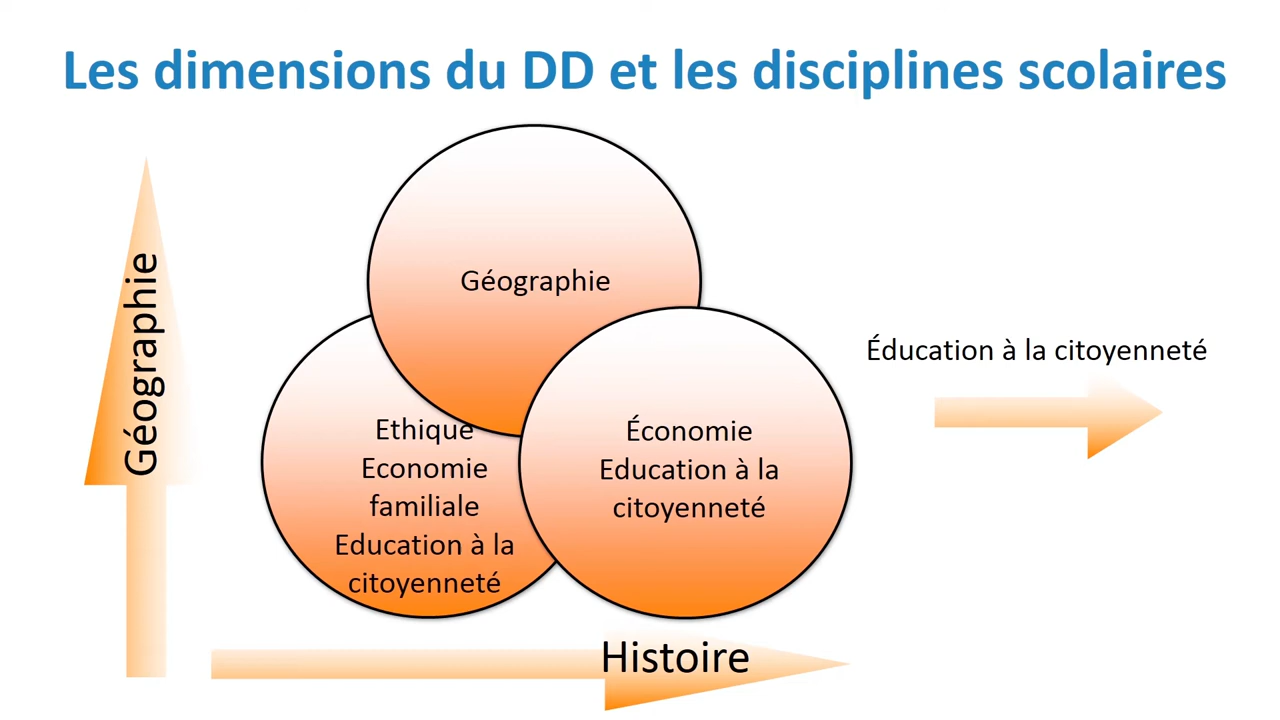 Les dimensions du DD et les disciplines scolaires
Géographie
Géographie
Éducation à la citoyenneté
Ethique
Economie
familiale
Education à la
citoyenneté
Économie
Education à la
citoyenneté
Histoire